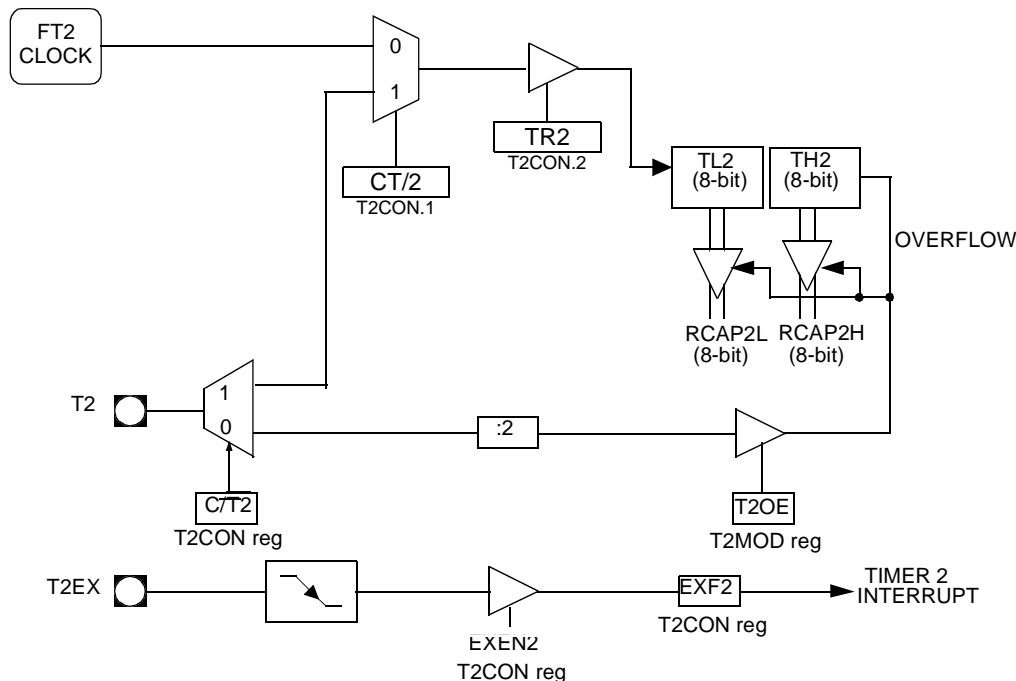 FT2
CLOCK
0
1
TR2
T2CON.2
CT/2
T2CON.1
TL2
(8-bit)
TH2
(8-bit)
OVERFLOW
RCAP2L
(8-bit)
RCAP2H
(8-bit)
T2
1
0
:2
C/T2
T2CON reg
T2OE
T2MOD reg
T2EX
EXF2
T2CON reg
TIMER 2
INTERRUPT
EXEN2
T2CON reg